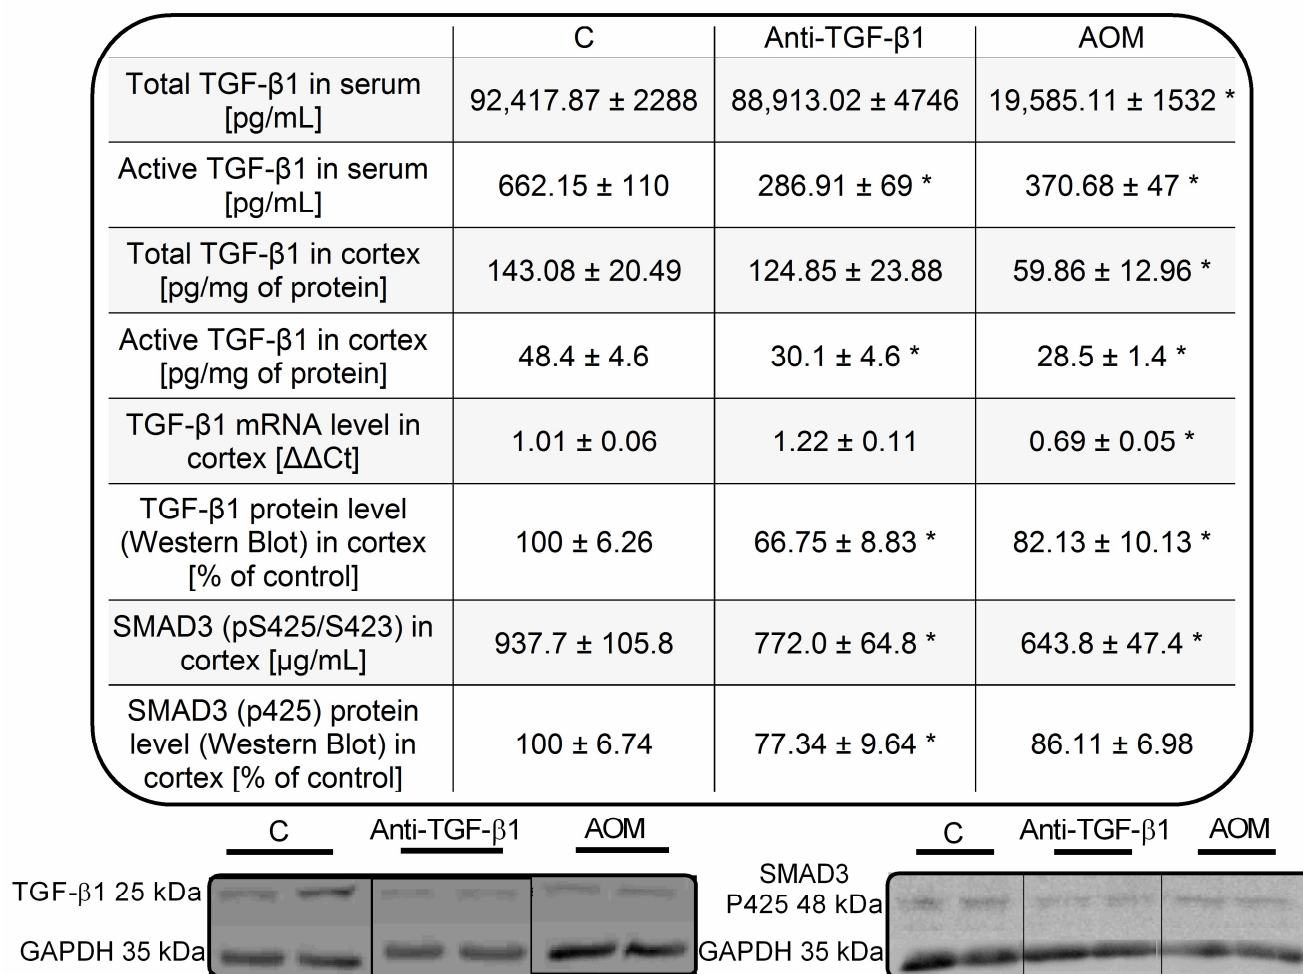 C Anti-TGF-β1 AOM
Total TGF-β1 in serum
[pg/mL]
92,417.87 ± 2288 88,913.02 ± 4746 19,585.11 ± 1532 *
Active TGF-β1 in serum
[pg/mL]
662.15 ± 110 286.91 ± 69 * 370.68 ± 47 *
Total TGF-β1 in cortex
[pg/mg of protein]
143.08 ± 20.49 124.85 ± 23.88 59.86 ± 12.96 *
Active TGF-β1 in cortex
[pg/mg of protein]
48.4 ± 4.6 30.1 ± 4.6 * 28.5 ± 1.4 *
TGF-β1 mRNA level in
cortex [ΔΔCt]
1.01 ± 0.06 1.22 ± 0.11 0.69 ± 0.05 *
TGF-β1 protein level
(Western Blot) in cortex
[% of control]
100 ± 6.26 66.75 ± 8.83 * 82.13 ± 10.13 *
SMAD3 (pS425/S423) in
cortex [µg/mL]
937.7 ± 105.8 772.0 ± 64.8 * 643.8 ± 47.4 *
SMAD3 (p425) protein
level (Western Blot) in
cortex [% of control]
100 ± 6.74 77.34 ± 9.64 * 86.11 ± 6.98
C Anti-TGF-β1 AOM
TGF-β1 25 kDa
GAPDH 35 kDa
C Anti-TGF-β1 AOM
SMAD3
P425 48 kDa
GAPDH 35 kDa